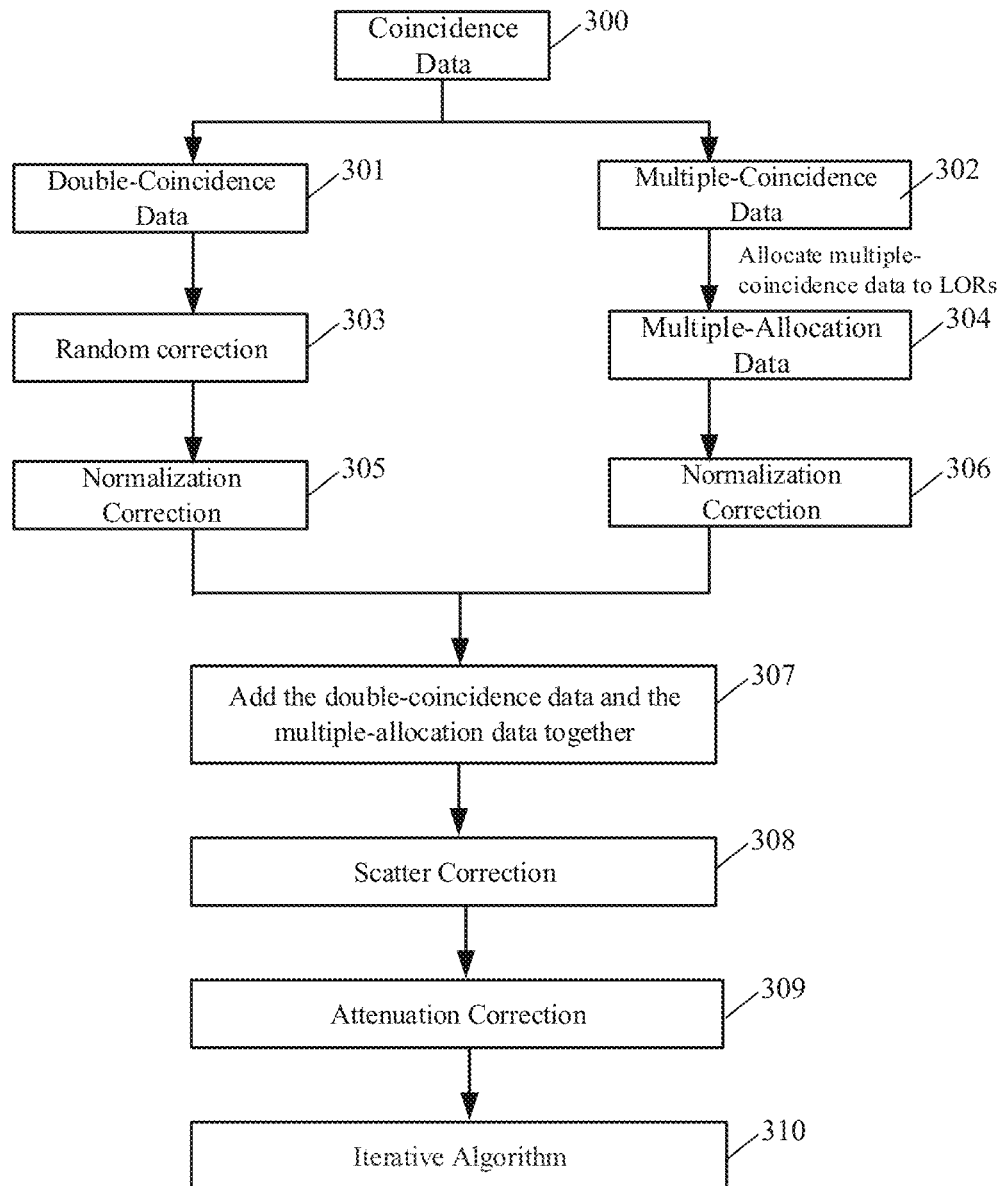 Coincidence
Data
300
Double-Coincidence
Data
301
Multiple-Coincidence
Data
302
Allocate multiple-
coincidence data to LORs
Random correction
303
Multiple-Allocation
Data
304
Normalization
Correction
305
Normalization
Correction
306
Add the double-coincidence data and the
multiple-allocation data together
307
Scatter Correction
308
Attenuation Correction
309
Iterative Algorithm
310